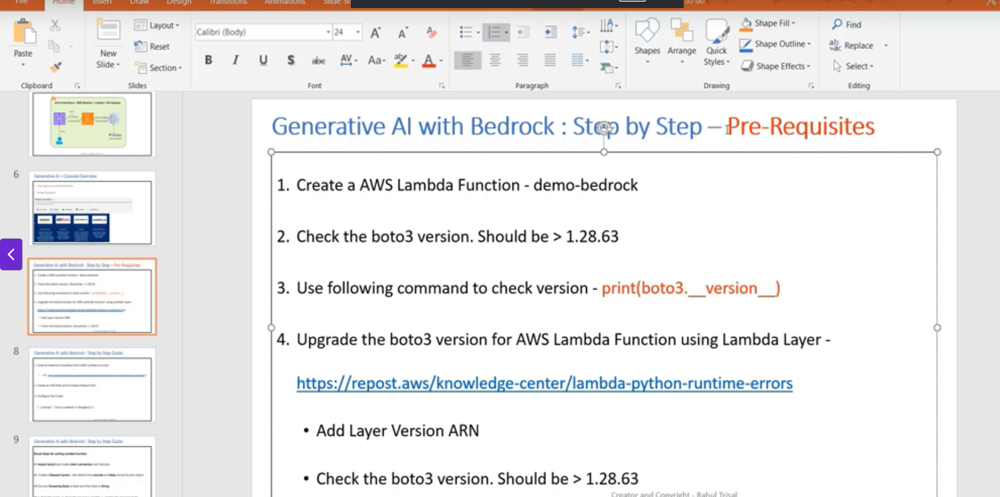 File Home Insert Draw Design Transitions Animations to do
Paste
Clipboard
New
Slide
Layout
Reset
Section
Slides
Calibri (Body) 24
B I U S abc AV Aa A
Font
Paragraph
Shapes
Arrange
Quick
Styles
Shape Fill
Shape Outline
Shape Effects
Drawing
Find
Replace
Select
Editing
6
Generative AI – Console Overview
Generative AI with Bedrock : Step by Step – Pre-Requisites
8
Generative AI with Bedrock : Step by Step Guide
9
Generative AI with Bedrock : Step by Step Guide
Generative AI with Bedrock : Step by Step – Pre-Requisites
1. Create a AWS Lambda Function - demo-bedrock
2. Check the boto3 version. Should be > 1.28.63
3. Use following command to check version - print(boto3.__version__)
4. Upgrade the boto3 version for AWS Lambda Function using Lambda Layer -
https://repost.aws/knowledge-center/lambda-python-runtime-errors
• Add Layer Version ARN
• Check the boto3 version. Should be > 1.28.63
Creator and Copyright - Rahul Trisal